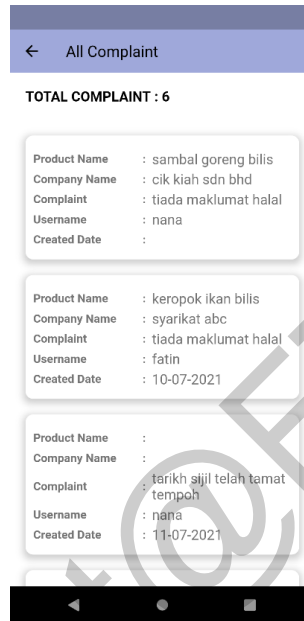 All Complaint
TOTAL COMPLAINT : 6
Product Name : sambal goreng bilis
Company Name : cik kiah sdn bhd
Complaint : tiada maklumat halal
Username : nana
Created Date :
Product Name : keropok ikan bilis
Company Name : syarikat abc
Complaint : tiada maklumat halal
Username : fatin
Created Date : 10-07-2021
Product Name :
Company Name :
Complaint : tarikh sijil telah tamat
tempoh
Username : nana
Created Date : 11-07-2021